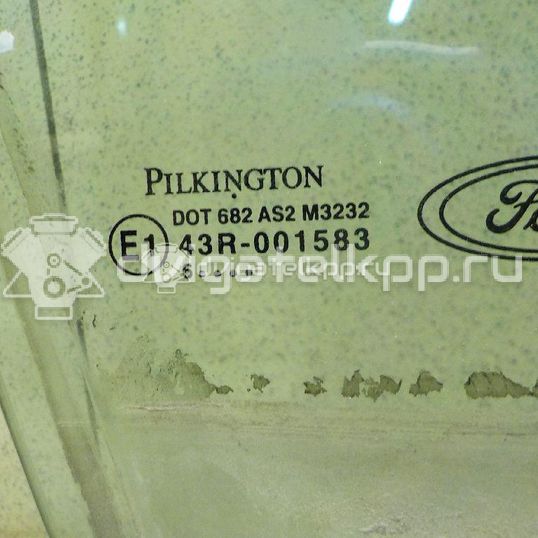 PILKINGTON
DOT 682 AS2 M3232
E1 43R-001583
DvigatelKPP.ru